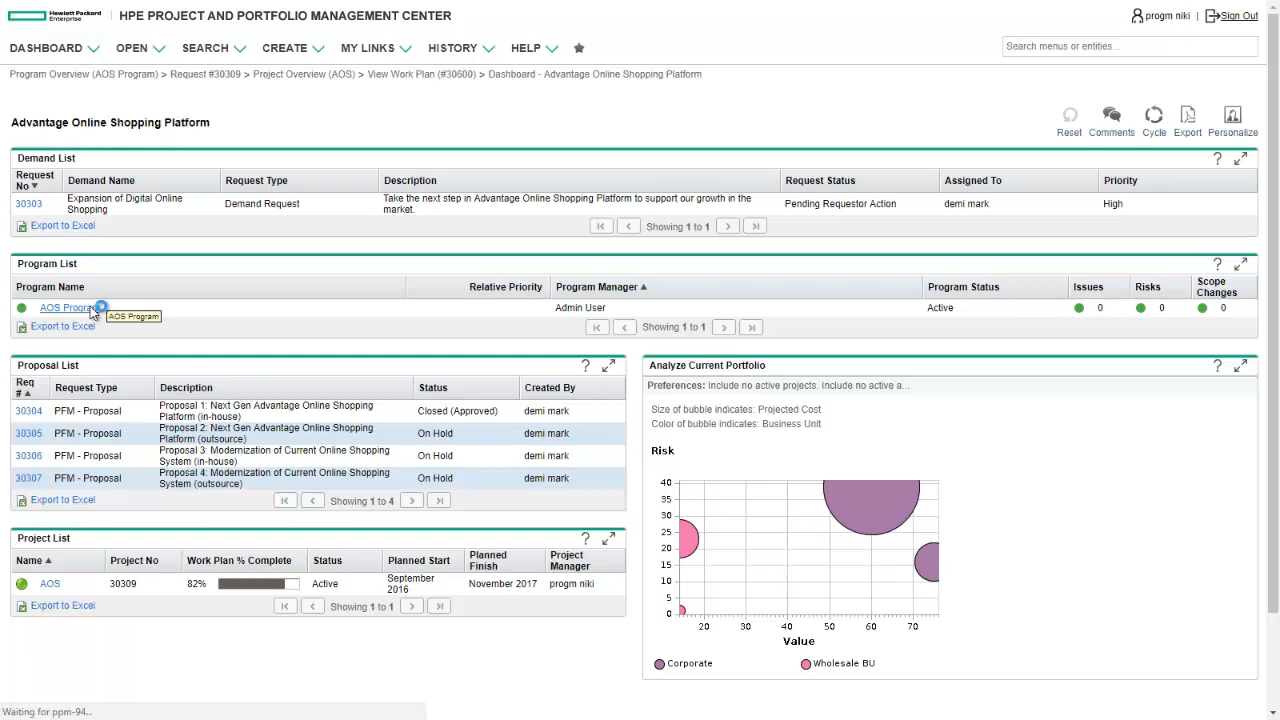 Hewlett Packard
Enterprise
HPE PROJECT AND PORTFOLIO MANAGEMENT CENTER
progm niki | Sign Out
DASHBOARD OPEN SEARCH CREATE MY LINKS HISTORY HELP
Search menus or entities...
Program Overview (AOS Program) > Request #30309 > Project Overview (AOS) > View Work Plan (#30600) > Dashboard - Advantage Online Shopping Platform
Advantage Online Shopping Platform
Reset Comments Cycle Export Personalize
Demand List
Request No Demand Name Request Type Description Request Status Assigned To Priority
30303 Expansion of Digital Online Shopping Demand Request Take the next step in Advantage Online Shopping Platform to support our growth in the market. Pending Requestor Action demi mark High
Export to Excel Showing 1 to 1
Program List
Program Name Relative Priority Program Manager Program Status Issues Risks Scope Changes
AOS Progra Admin User Active 0 0 0
AOS Program
Export to Excel Showing 1 to 1
Proposal List
Req # Request Type Description Status Created By
30304 PFM - Proposal Proposal 1: Next Gen Advantage Online Shopping Platform (in-house) Closed (Approved) demi mark
30305 PFM - Proposal Proposal 2: Next Gen Advantage Online Shopping Platform (outsource) On Hold demi mark
30306 PFM - Proposal Proposal 3: Modernization of Current Online Shopping System (in-house) On Hold demi mark
30307 PFM - Proposal Proposal 4: Modernization of Current Online Shopping System (outsource) On Hold demi mark
Export to Excel Showing 1 to 4
Project List
Name Project No Work Plan % Complete Status Planned Start Planned Finish Project Manager
AOS 30309 82% Active September 2016 November 2017 progm niki
Export to Excel Showing 1 to 1
Analyze Current Portfolio
Preferences: Include no active projects. Include no active a...
Size of bubble indicates: Projected Cost
Color of bubble indicates: Business Unit
Risk
40
35
30
25
20
15
10
5
0
20 30 40 50 60 70
Value
Corporate Wholesale BU
Waiting for ppm-94...